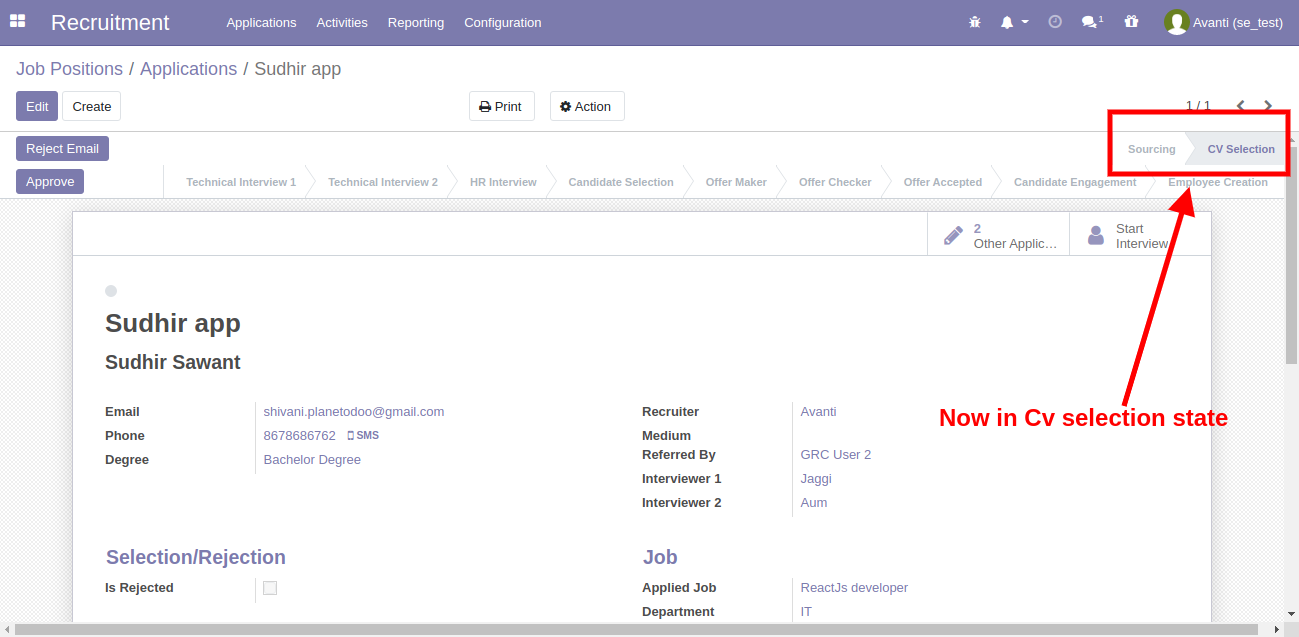 Recruitment Applications Activities Reporting Configuration 1 Avanti (se_test)
Job Positions / Applications / Sudhir app
Edit Create Print Action 1 / 1
Reject Email Sourcing CV Selection
Approve Technical Interview 1 Technical Interview 2 HR Interview Candidate Selection Offer Maker Offer Checker Offer Accepted Candidate Engagement Employee Creation
2 Start
Other Applic... Interview
Sudhir app
Sudhir Sawant
Email shivani.planetodoo@gmail.com Recruiter Avanti
Now in Cv selection state
Phone 8678686762 SMS Medium
Degree Bachelor Degree Referred By GRC User 2
Interviewer 1 Jaggi
Interviewer 2 Aum
Selection/Rejection Job
Is Rejected Applied Job ReactJs developer
Department IT